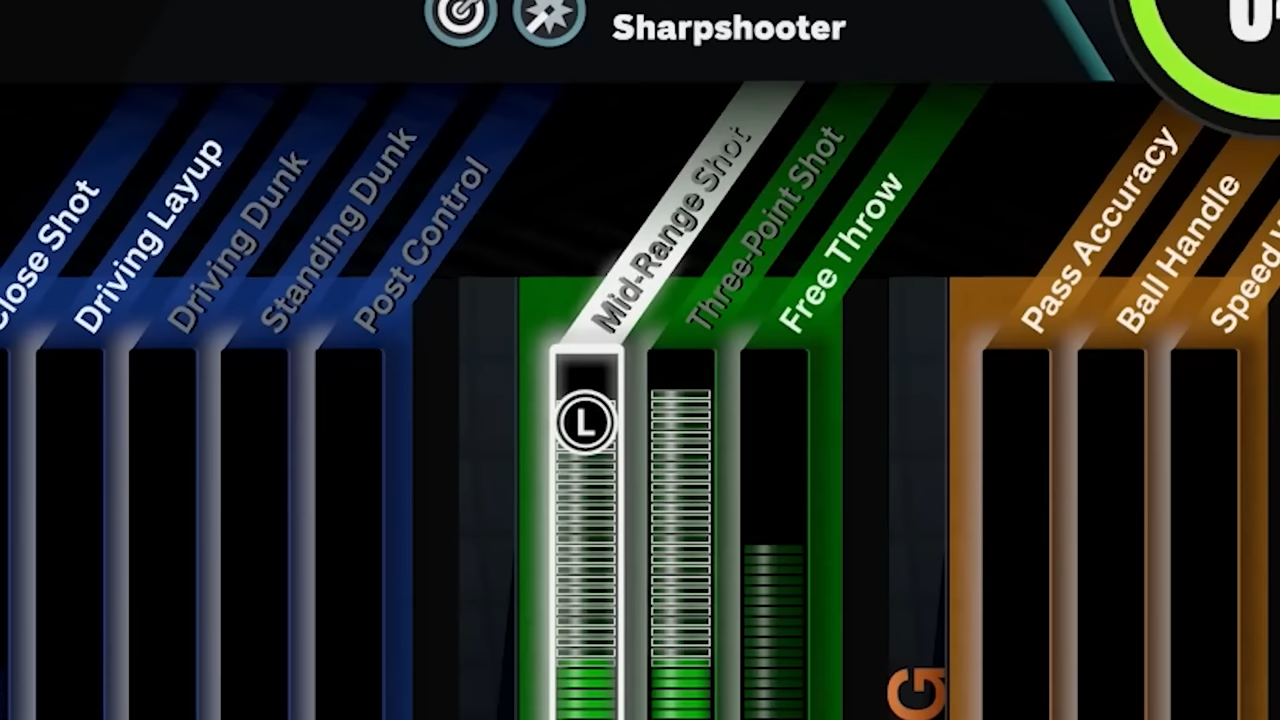 Sharpshooter
Close Shot
Driving Layup
Driving Dunk
Standing Dunk
Post Control
Mid-Range Shot
Three-Point Shot
Free Throw
Pass Accuracy
Ball Handle
Speed
L
G